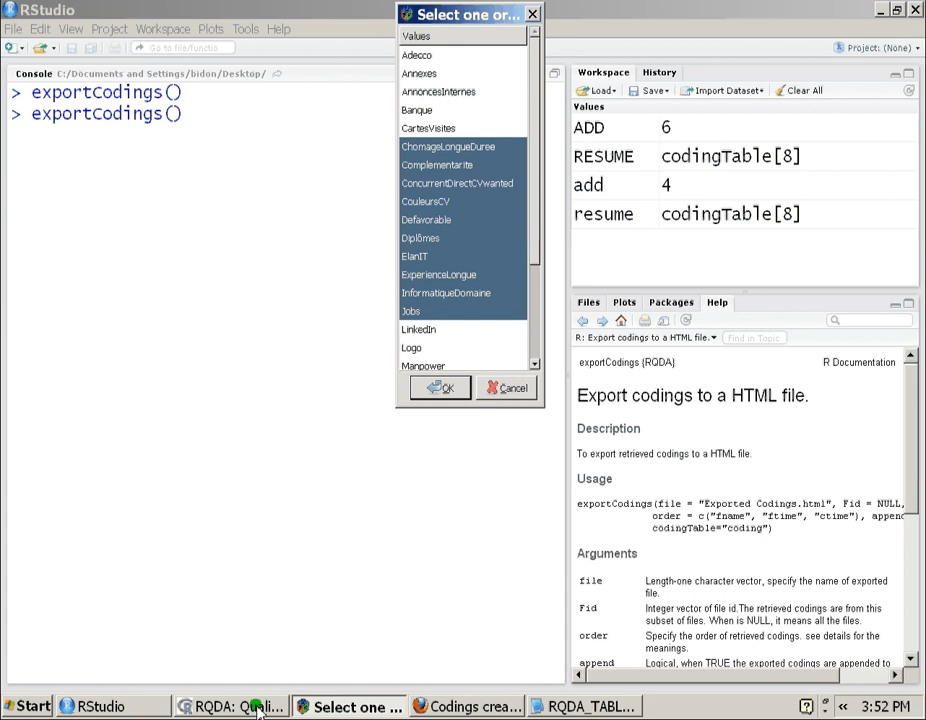 RStudio
File Edit View Project Workspace Plots Tools Help
Go to file/functio
Project: (None)
Console C:/Documents and Settings/bidon/Desktop/
> exportCodings()
> exportCodings()
Select one or...
Values
Adecco
Annexes
AnnoncesInternes
Banque
CartesVisites
ChomageLongueDuree
Complementarite
ConcurrentDirectCVwanted
CouleursCV
Defavorable
Diplômes
ElanIT
ExperienceLongue
InformatiqueDomaine
Jobs
LinkedIn
Logo
Manpower
OK Cancel
Workspace History
Load Save Import Dataset Clear All
Values
ADD 6
RESUME codingTable[8]
add 4
resume codingTable[8]
Files Plots Packages Help
R: Export codings to a HTML file. Find in Topic
exportCodings {RQDA} R Documentation
Export codings to a HTML file.
Description
To export retrieved codings to a HTML file.
Usage
exportCodings(file = "Exported Codings.html", Fid = NULL,
order = c("fname", "ftime", "ctime"), appen
codingTable="coding")
Arguments
file Length-one character vector, specify the name of exported
file.
Fid Integer vector of file id.The retrieved codings are from this
subset of files. When is NULL, it means all the files.
order Specify the order of retrieved codings. see details for the
meanings.
append Logical, when TRUE the exported codings are appended to
Start RStudio RQDA: Quali... Select one ... Codings crea... RQDA_TABL... 3:52 PM